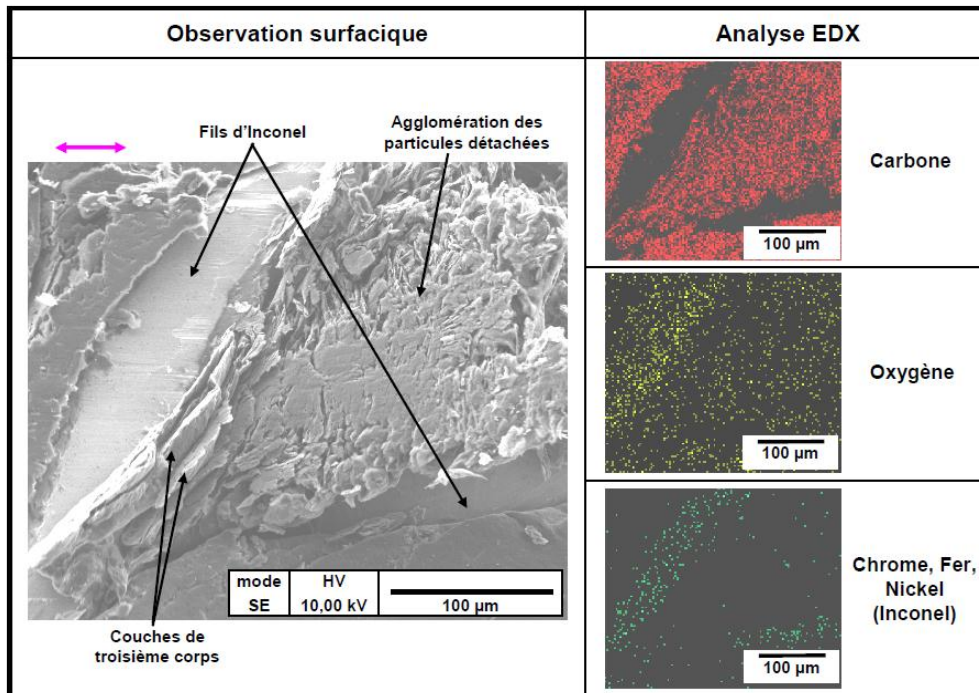 Observation surfacique
Analyse EDX
Fils d'Inconel
Agglomération des
particules détachées
mode
SE
HV
10,00 kV
100 µm
Couches de
troisième corps
Carbone
100 µm
Oxygène
100 µm
Chrome, Fer,
Nickel
(Inconel)
100 µm